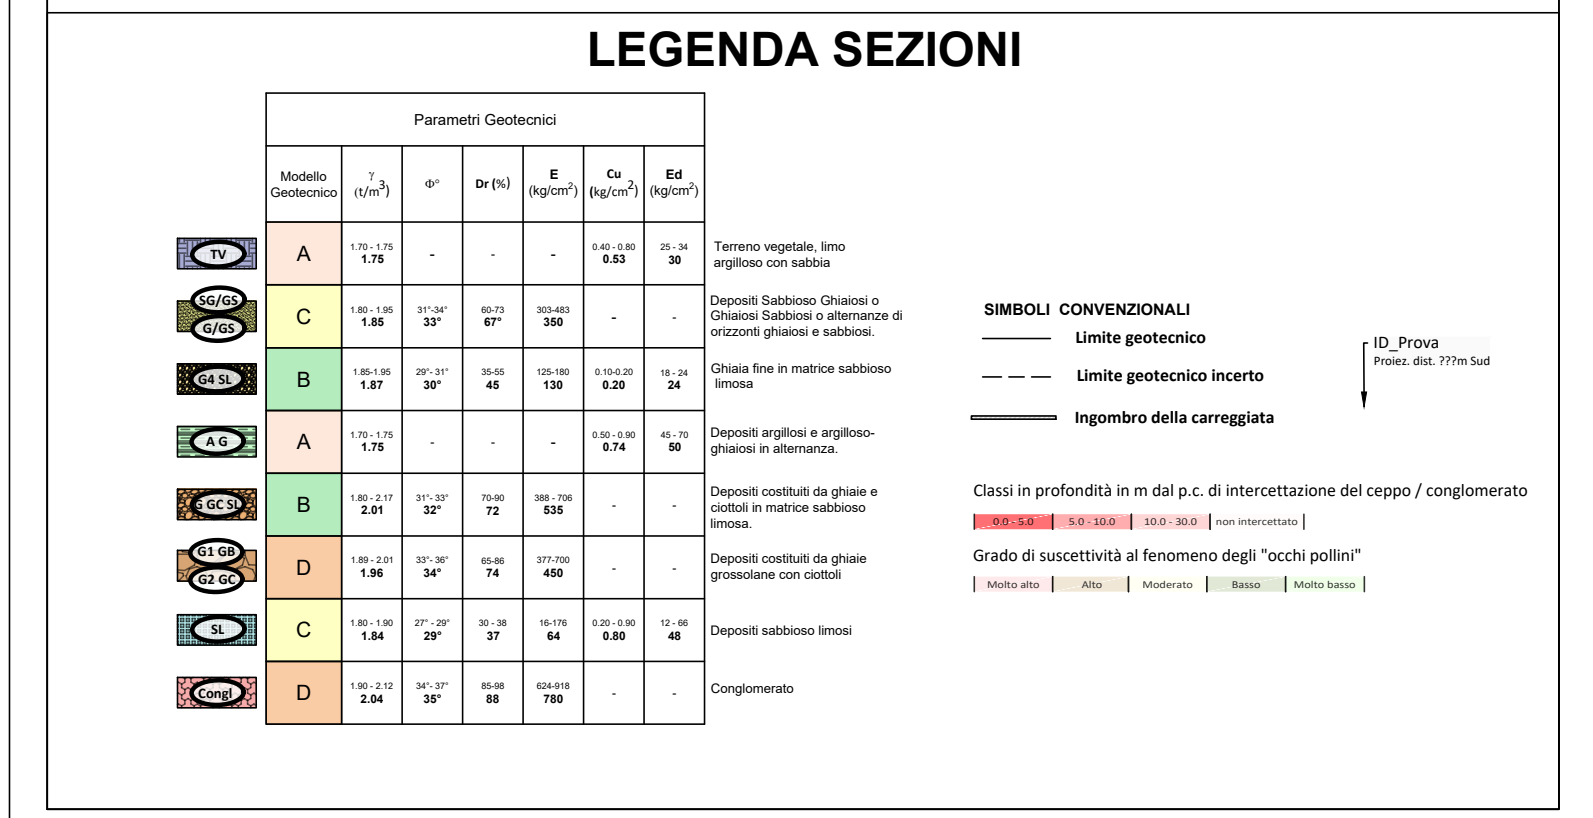 LEGENDA SEZIONI
Parametri Geotecnici
Modello
Geotecnico
γ
(t/m3)
Φ°
Dr (%)
E
(kg/cm2)
Cu
(kg/cm2)
Ed
(kg/cm2)
TV
A
1.70 - 1.75
1.75
-
-
-
0.40 - 0.80
0.53
25 - 34
30
Terreno vegetale, limo
argilloso con sabbia
SG/GS
G/GS
C
1.80 - 1.95
1.85
31°-34°
33°
60-73
67°
303-483
350
-
-
Depositi Sabbioso Ghiaiosi o
Ghiaiosi Sabbiosi o alternanze di
orizzonti ghiaiosi e sabbiosi.
G4 SL
B
1.85-1.95
1.87
29°- 31°
30°
35-55
45
125-180
130
0.10-0.20
0.20
18 - 24
24
Ghiaia fine in matrice sabbioso
limosa
A G
A
1.70 - 1.75
1.75
-
-
-
0.50 - 0.90
0.74
45 - 70
50
Depositi argillosi e argilloso-
ghiaiosi in alternanza.
G GC SL
B
1.80 - 2.17
2.01
31°- 33°
32°
70-90
72
388 - 706
535
-
-
Depositi costituiti da ghiaie e
ciottoli in matrice sabbioso
limosa.
G1 GB
G2 GC
D
1.89 - 2.01
1.96
33°- 36°
34°
65-86
74
377-700
450
-
-
Depositi costituiti da ghiaie
grossolane con ciottoli
SL
C
1.80 - 1.90
1.84
27° - 29°
29°
30 - 38
37
16-176
64
0.20 - 0.90
0.80
12 - 66
48
Depositi sabbioso limosi
Congl
D
1.90 - 2.12
2.04
34°- 37°
35°
85-98
88
624-918
780
-
-
Conglomerato
SIMBOLI CONVENZIONALI
Limite geotecnico
Limite geotecnico incerto
Ingombro della carreggiata
ID_Prova
Proiez. dist. ???m Sud
Classi in profondità in m dal p.c. di intercettazione del ceppo / conglomerato
0.0 - 5.0
5.0 - 10.0
10.0 - 30.0
non intercettato
Grado di suscettività al fenomeno degli "occhi pollini"
Molto alto
Alto
Moderato
Basso
Molto basso